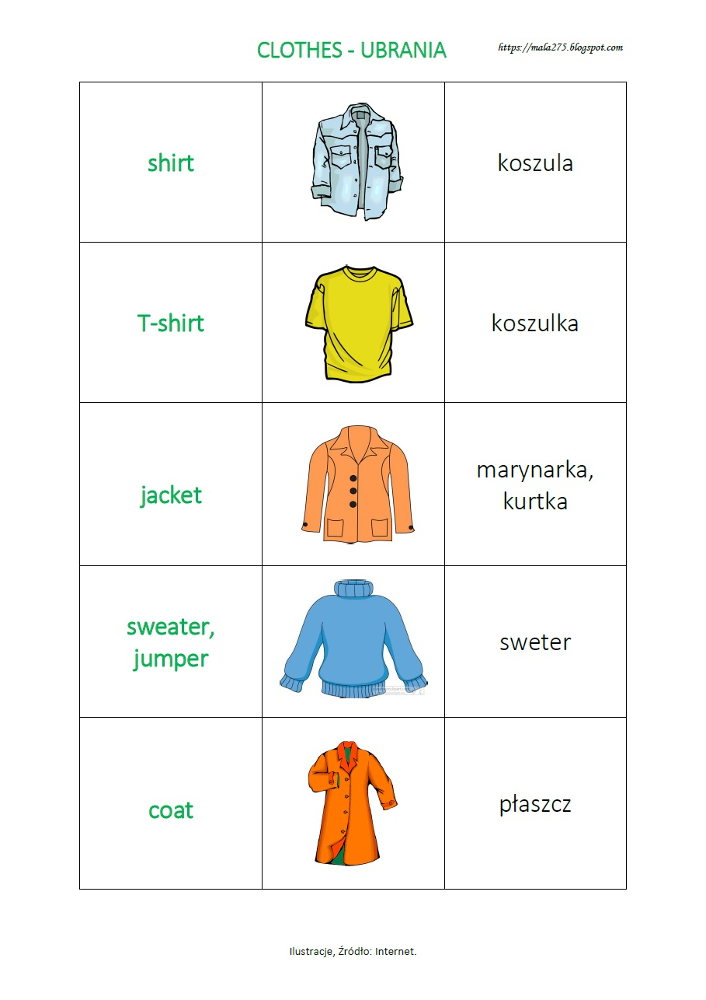 CLOTHES - UBRANIA
https://mala275.blogspot.com
shirt
koszula
T-shirt
koszulka
jacket
marynarka,
kurtka
sweater,
jumper
sweter
coat
płaszcz
Ilustracje, Źródło: Internet.